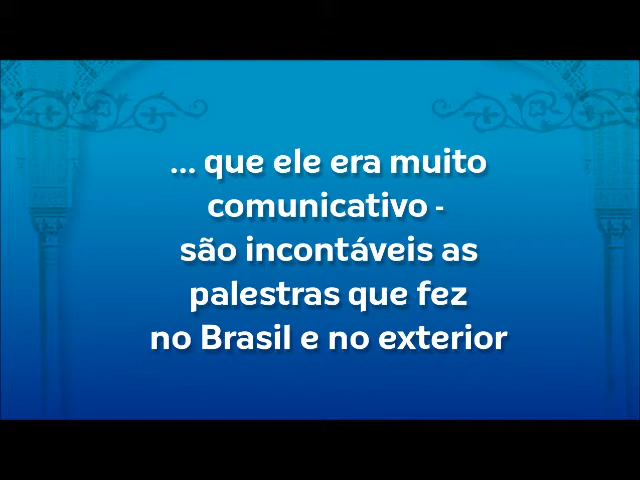 ... que ele era muito
comunicativo -
são incontáveis as
palestras que fez
no Brasil e no exterior